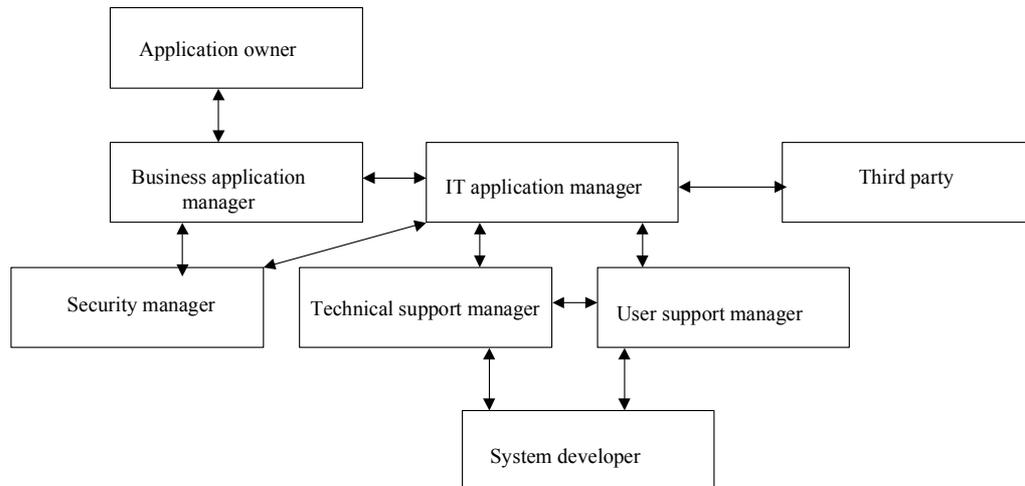 Application owner
Business application
manager
IT application manager
Third party
Security manager
Technical support manager
User support manager
System developer